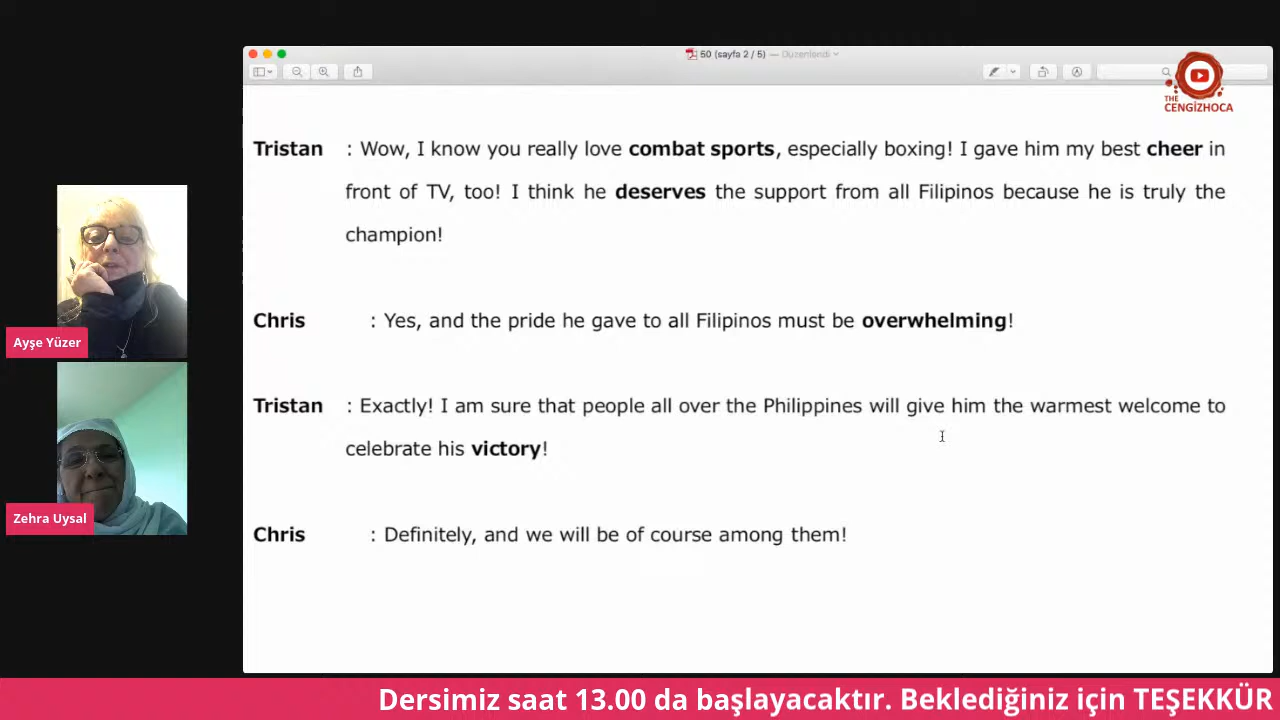 50 (sayfa 2 / 5) — Düzenlendi
THE
CENGİZHOCA
Tristan : Wow, I know you really love combat sports, especially boxing! I gave him my best cheer in
front of TV, too! I think he deserves the support from all Filipinos because he is truly the
champion!
Chris : Yes, and the pride he gave to all Filipinos must be overwhelming!
Tristan : Exactly! I am sure that people all over the Philippines will give him the warmest welcome to
celebrate his victory!
Chris : Definitely, and we will be of course among them!
Ayşe Yüzer
Zehra Uysal
Dersimiz saat 13.00 da başlayacaktır. Beklediğiniz için TEŞEKKÜR